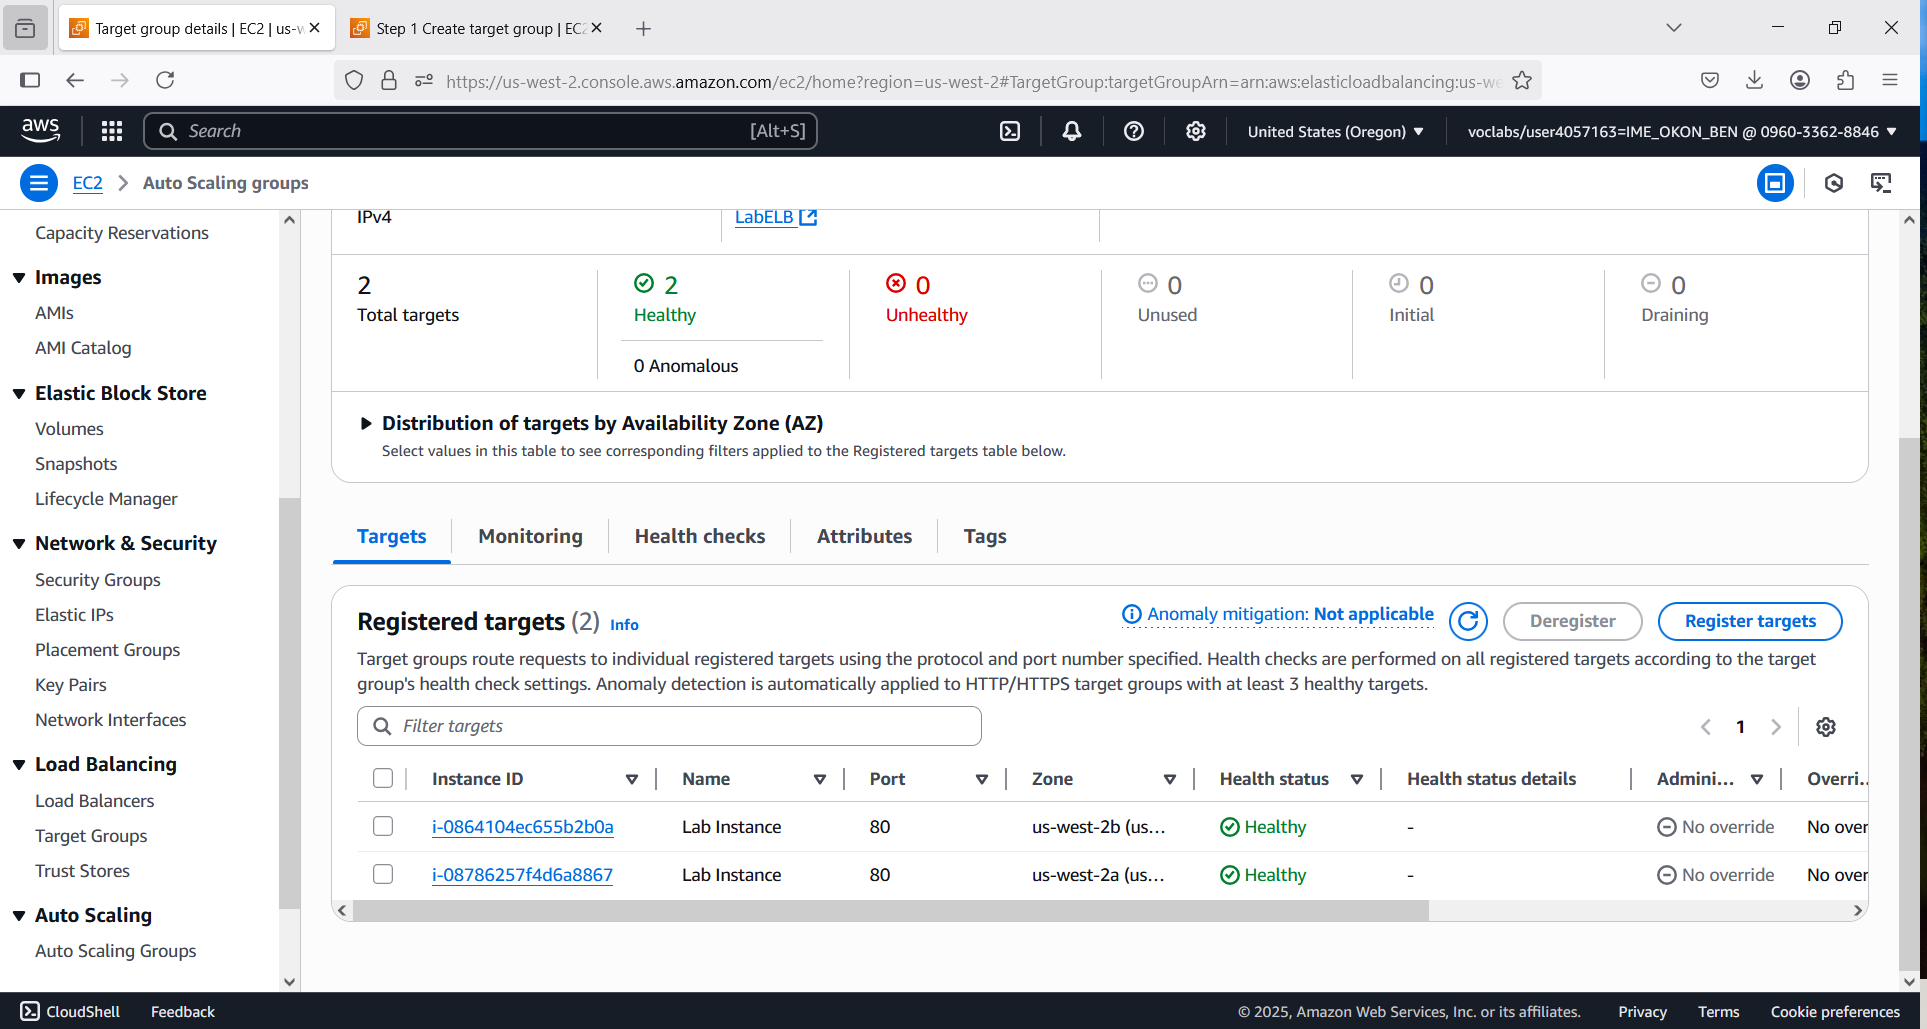 Target group details | EC2 | us-w
Step 1 Create target group | EC2
https://us-west-2.console.aws.amazon.com/ec2/home?region=us-west-2#TargetGroup:targetGroupArn=arn:aws:elasticloadbalancing:us-we
aws
Search
[Alt+S]
United States (Oregon)
voclabs/user4057163=IME_OKON_BEN @ 0960-3362-8846
EC2
Auto Scaling groups
Capacity Reservations
Images
AMIs
AMI Catalog
Elastic Block Store
Volumes
Snapshots
Lifecycle Manager
Network & Security
Security Groups
Elastic IPs
Placement Groups
Key Pairs
Network Interfaces
Load Balancing
Load Balancers
Target Groups
Trust Stores
Auto Scaling
Auto Scaling Groups
IPv4
LabELB
2
Total targets
2
Healthy
0 Anomalous
0
Unhealthy
0
Unused
0
Initial
0
Draining
Distribution of targets by Availability Zone (AZ)
Select values in this table to see corresponding filters applied to the Registered targets table below.
Targets
Monitoring
Health checks
Attributes
Tags
Registered targets (2) Info
Anomaly mitigation: Not applicable
Deregister
Register targets
Target groups route requests to individual registered targets using the protocol and port number specified. Health checks are performed on all registered targets according to the target
group's health check settings. Anomaly detection is automatically applied to HTTP/HTTPS target groups with at least 3 healthy targets.
Filter targets
1
Instance ID Name Port Zone Health status Health status details Admini... Overri...
i-0864104ec655b2b0a Lab Instance 80 us-west-2b (us... Healthy - No override No over
i-08786257f4d6a8867 Lab Instance 80 us-west-2a (us... Healthy - No override No over
CloudShell
Feedback
© 2025, Amazon Web Services, Inc. or its affiliates.
Privacy
Terms
Cookie preferences